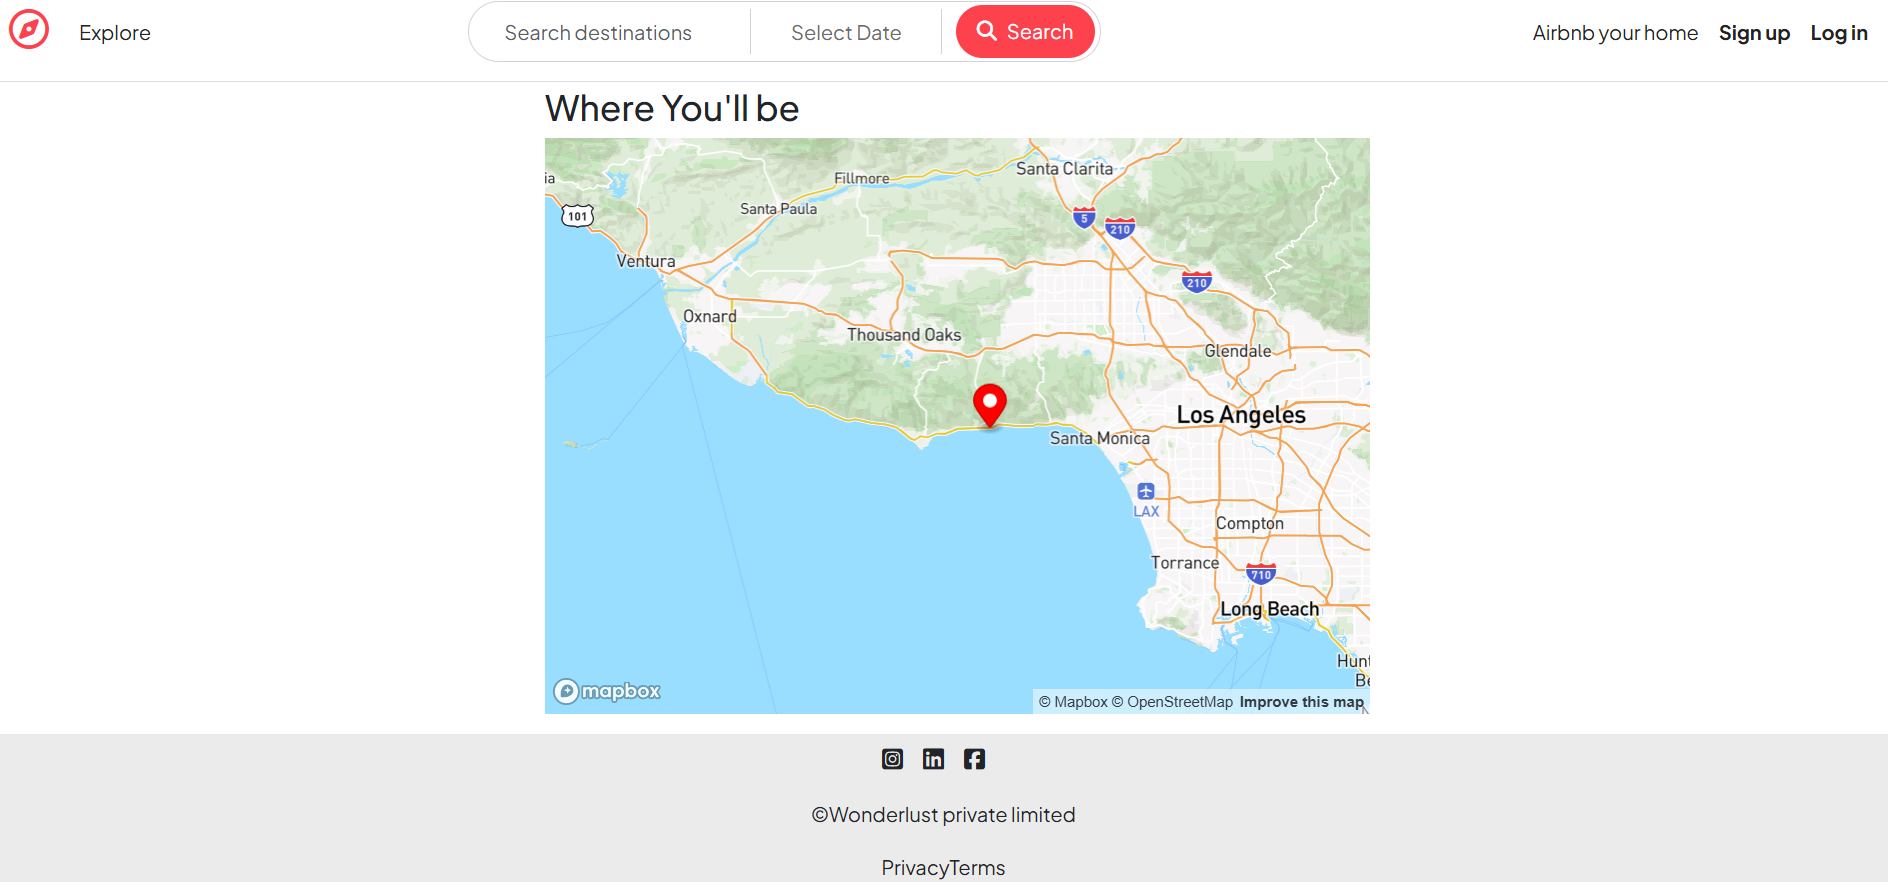 Explore
Search destinations
Select Date
Search
Airbnb your home
Sign up
Log in
Where You'll be
ia
Fillmore
Santa Clarita
101
Santa Paula
5
210
Ventura
210
Oxnard
Thousand Oaks
Glendale
Los Angeles
Santa Monica
LAX
Compton
Torrance
710
Long Beach
Hunt
Be
mapbox
© Mapbox © OpenStreetMap Improve this map
©Wonderlust private limited
PrivacyTerms